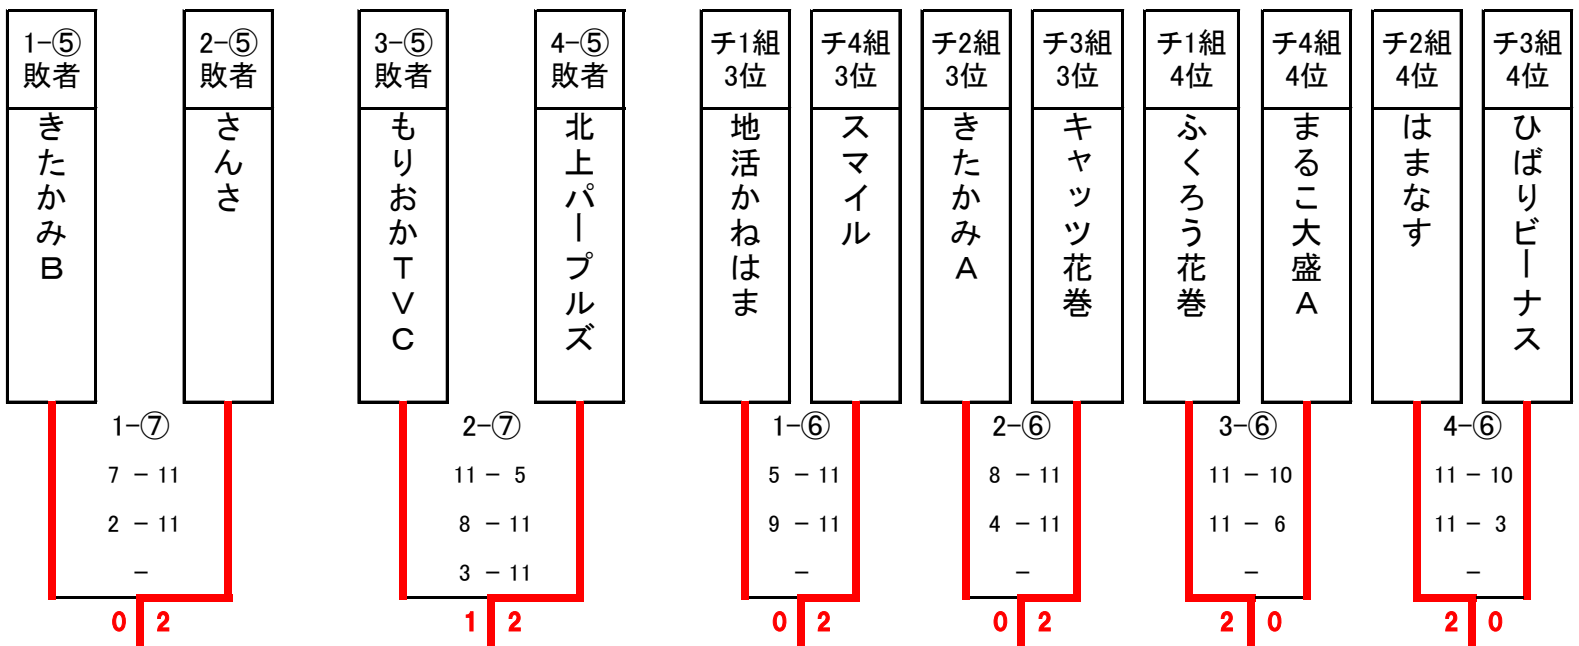 1-⑤
敗者
2-⑤
敗者
3-⑤
敗者
4-⑤
敗者
チ1組
3位
チ4組
3位
チ2組
3位
チ3組
3位
チ1組
4位
チ4組
4位
チ2組
4位
チ3組
4位
きたかみB
さんさ
もりおかTVC
北上パープルズ
地活かねはま
スマイル
きたかみA
キャッツ花巻
ふくろう花巻
まるこ大盛A
はまなす
ひばりビーナス
1-⑦
7 - 11
2 - 11
-
0 2
2-⑦
11 - 5
8 - 11
3 - 11
1 2
1-⑥
5 - 11
9 - 11
-
0 2
2-⑥
8 - 11
4 - 11
-
0 2
3-⑥
11 - 10
11 - 6
-
2 0
4-⑥
11 - 10
11 - 3
-
2 0